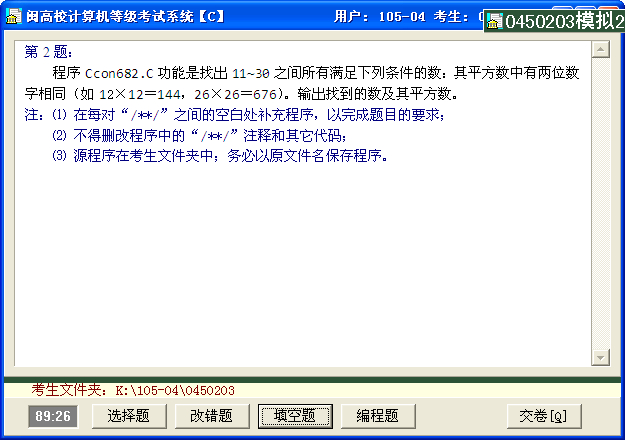 闽高校计算机等级考试系统【C】 用户: 105-04 考生:
0450203模拟2
第 2 题:
程序 Ccon682.C 功能是找出 11~30 之间所有满足下列条件的数: 其平方数中有两位数
字相同 (如 12×12=144, 26×26=676)。输出找到的数及其平方数。
注: ⑴ 在每对“/**/”之间的空白处补充程序, 以完成题目的要求;
⑵ 不得删改程序中的“/**/”注释和其它代码;
⑶ 源程序在考生文件夹中; 务必以原文件名保存程序。
考生文件夹: K:\105-04\0450203
89:26 选择题 改错题 填空题 编程题 交卷[Q]